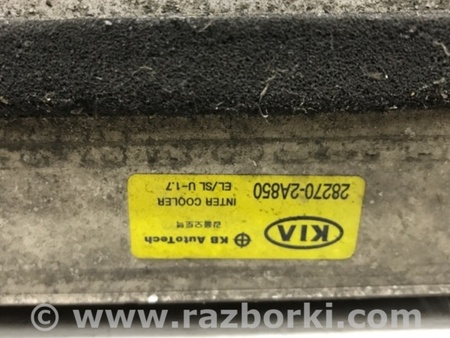 KIA
28270-2A850
INTER COOLER
EL/SL U-1.7
KB AutoTech
www.razborki.com